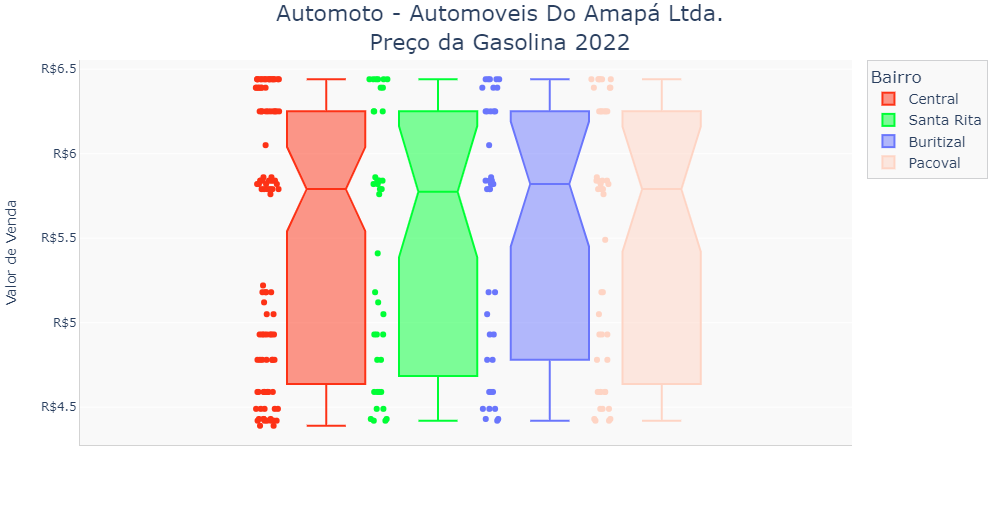 Automoto - Automoveis Do Amapá Ltda.
Preço da Gasolina 2022
Valor de Venda
R$6.5
R$6
R$5.5
R$5
R$4.5
Bairro
Central
Santa Rita
Buritizal
Pacoval